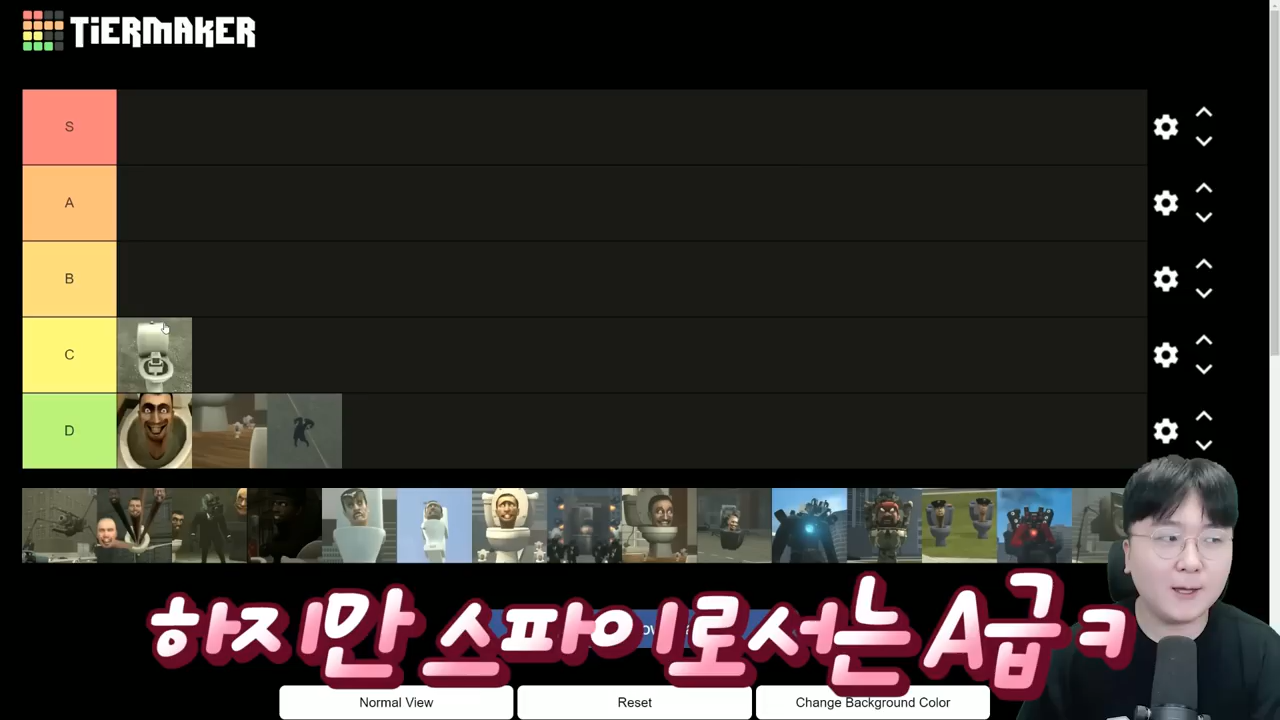 TiERMAKER
S
A
B
C
D
하지만 스파이로서는 A급ㅋ
Normal View
Reset
Change Background Color